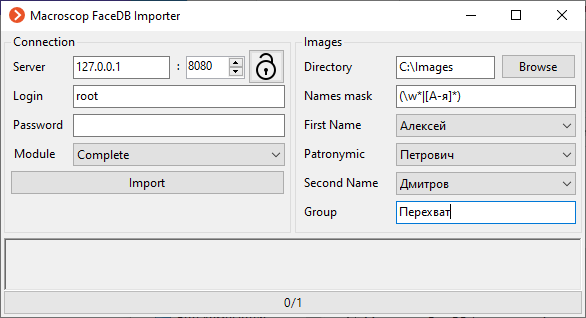 Macroscop FaceDB Importer
Connection
Server 127.0.0.1 : 8080
Login root
Password
Module Complete
Import
Images
Directory C:\Images Browse
Names mask (\w*|[А-я]*)
First Name Алексей
Patronymic Петрович
Second Name Дмитров
Group Перехват
0/1